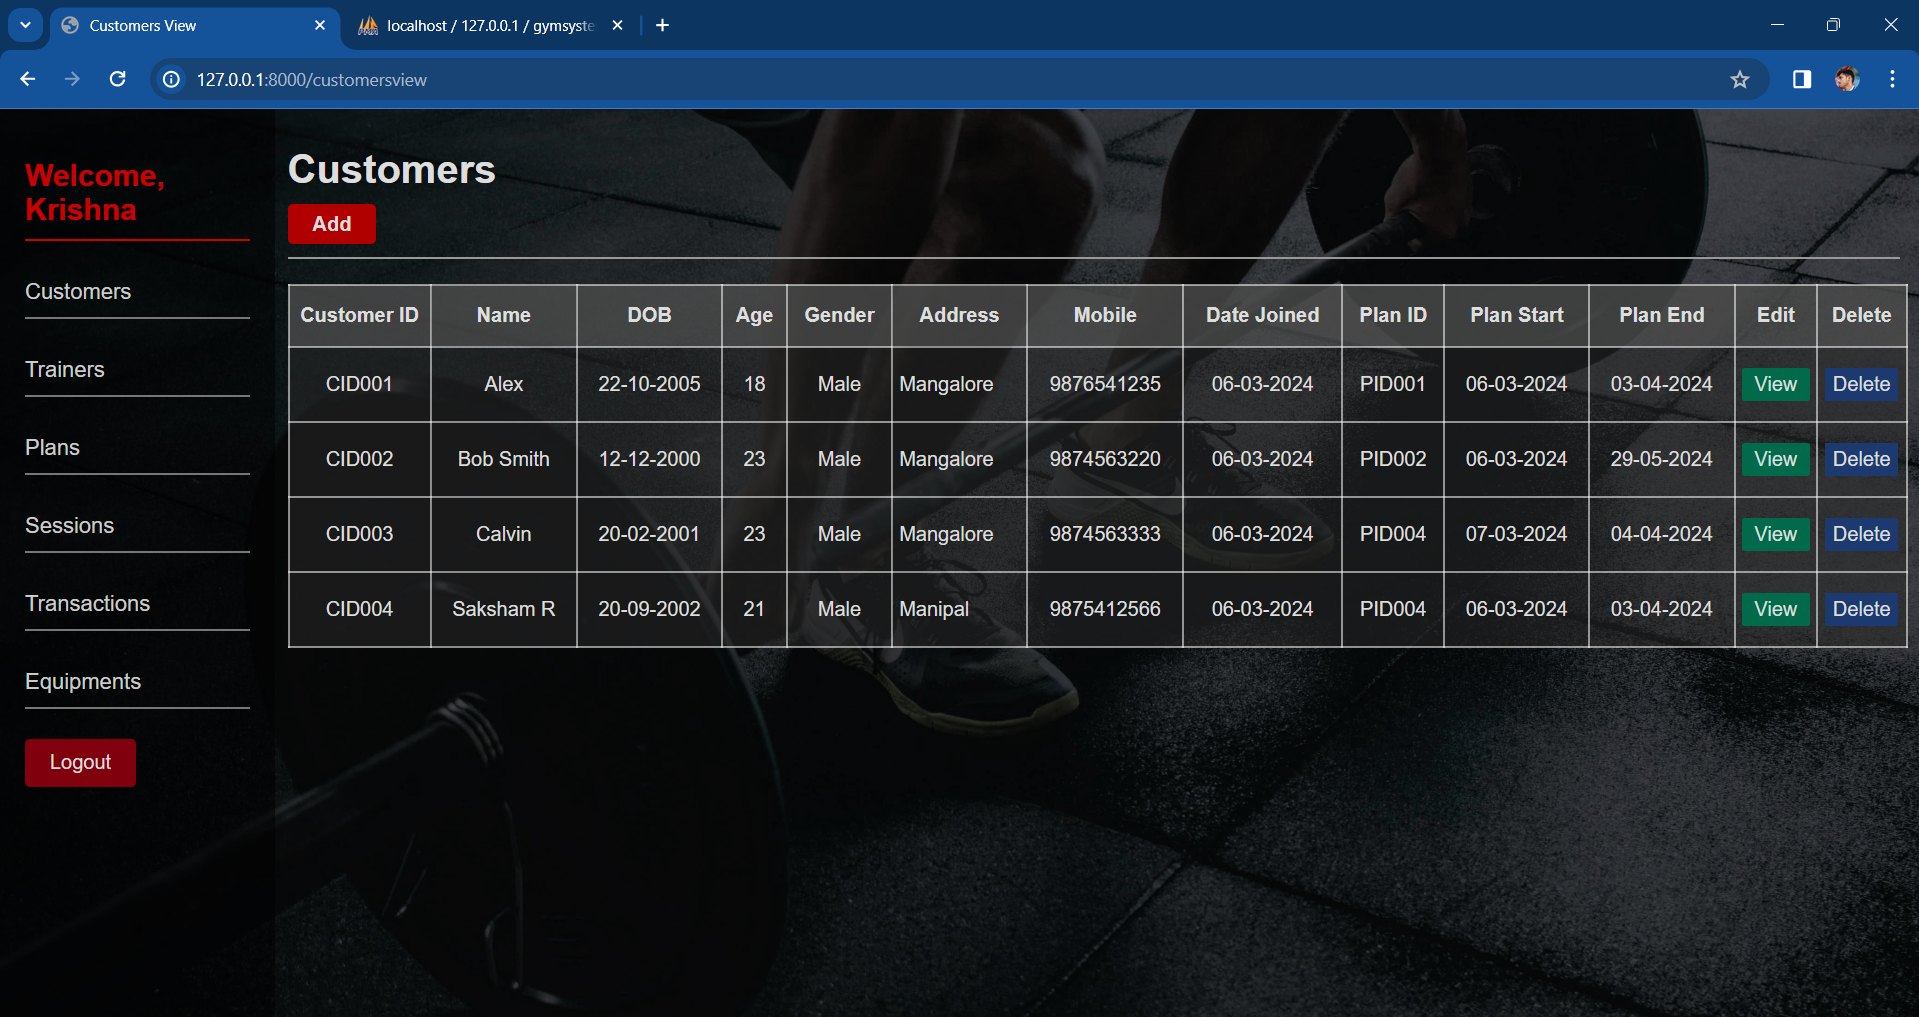 Customers View
localhost / 127.0.0.1 / gymsyste
127.0.0.1:8000/customersview
Welcome,
Krishna
Customers
Trainers
Plans
Sessions
Transactions
Equipments
Logout
Customers
Add
Customer ID Name DOB Age Gender Address Mobile Date Joined Plan ID Plan Start Plan End Edit Delete
CID001 Alex 22-10-2005 18 Male Mangalore 9876541235 06-03-2024 PID001 06-03-2024 03-04-2024 View Delete
CID002 Bob Smith 12-12-2000 23 Male Mangalore 9874563220 06-03-2024 PID002 06-03-2024 29-05-2024 View Delete
CID003 Calvin 20-02-2001 23 Male Mangalore 9874563333 06-03-2024 PID004 07-03-2024 04-04-2024 View Delete
CID004 Saksham R 20-09-2002 21 Male Manipal 9875412566 06-03-2024 PID004 06-03-2024 03-04-2024 View Delete